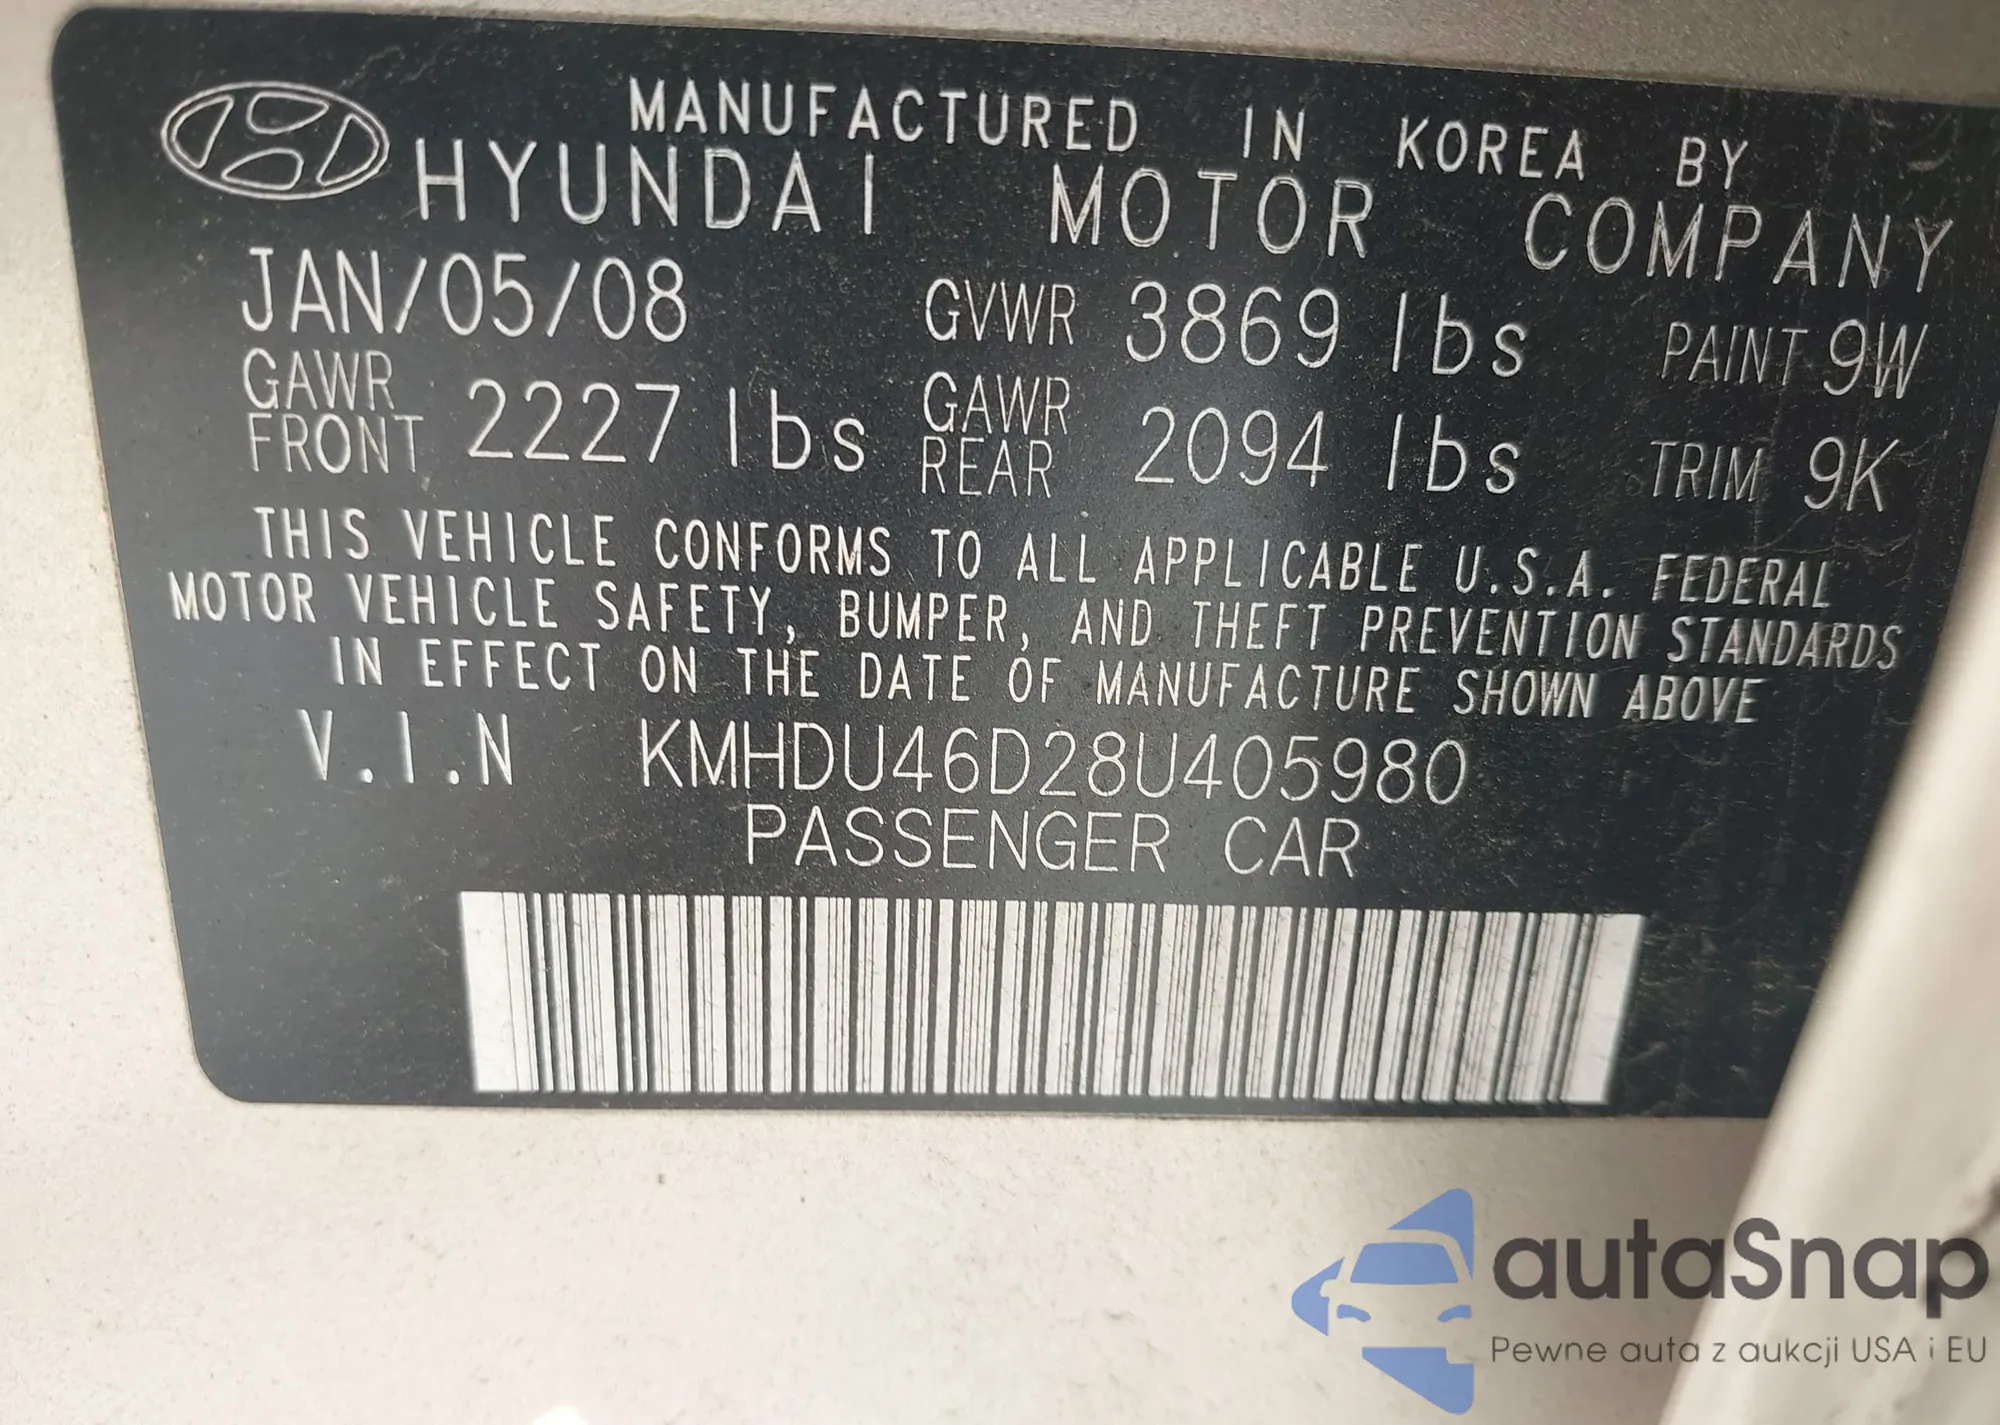 MANUFACTURED IN KOREA BY
HYUNDAI MOTOR COMPANY
JAN/05/08 GVWR 3869 lbs PAINT 9W
GAWR FRONT 2227 lbs GAWR REAR 2094 lbs TRIM 9K
THIS VEHICLE CONFORMS TO ALL APPLICABLE U.S.A. FEDERAL
MOTOR VEHICLE SAFETY, BUMPER, AND THEFT PREVENTION STANDARDS
IN EFFECT ON THE DATE OF MANUFACTURE SHOWN ABOVE
V.I.N KMHDU46D28U405980
PASSENGER CAR
autaSnap
Pewne auta z aukcji USA i EU